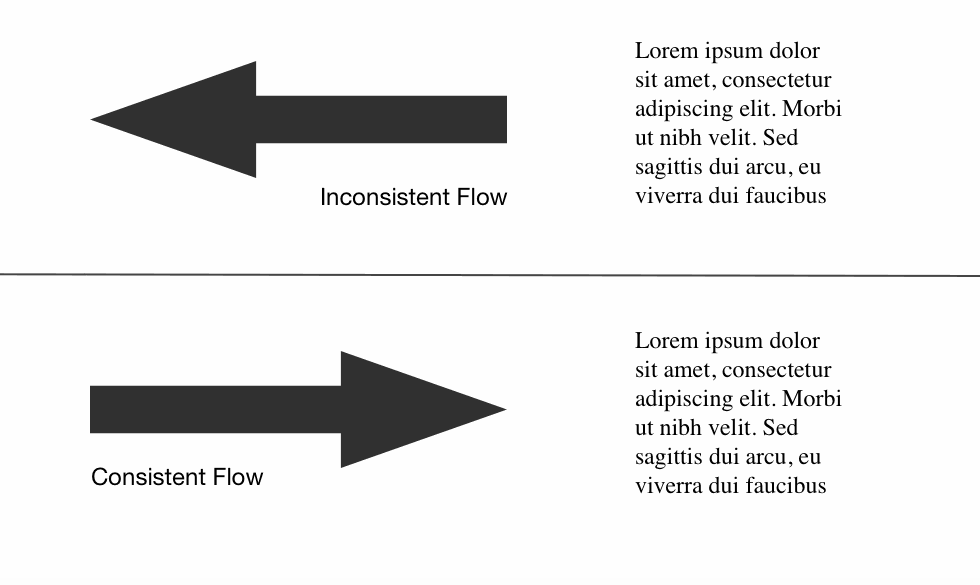 Lorem ipsum dolor
sit amet, consectetur
adipiscing elit. Morbi
ut nibh velit. Sed
sagittis dui arcu, eu
viverra dui faucibus
Inconsistent Flow
Lorem ipsum dolor
sit amet, consectetur
adipiscing elit. Morbi
ut nibh velit. Sed
sagittis dui arcu, eu
viverra dui faucibus
Consistent Flow